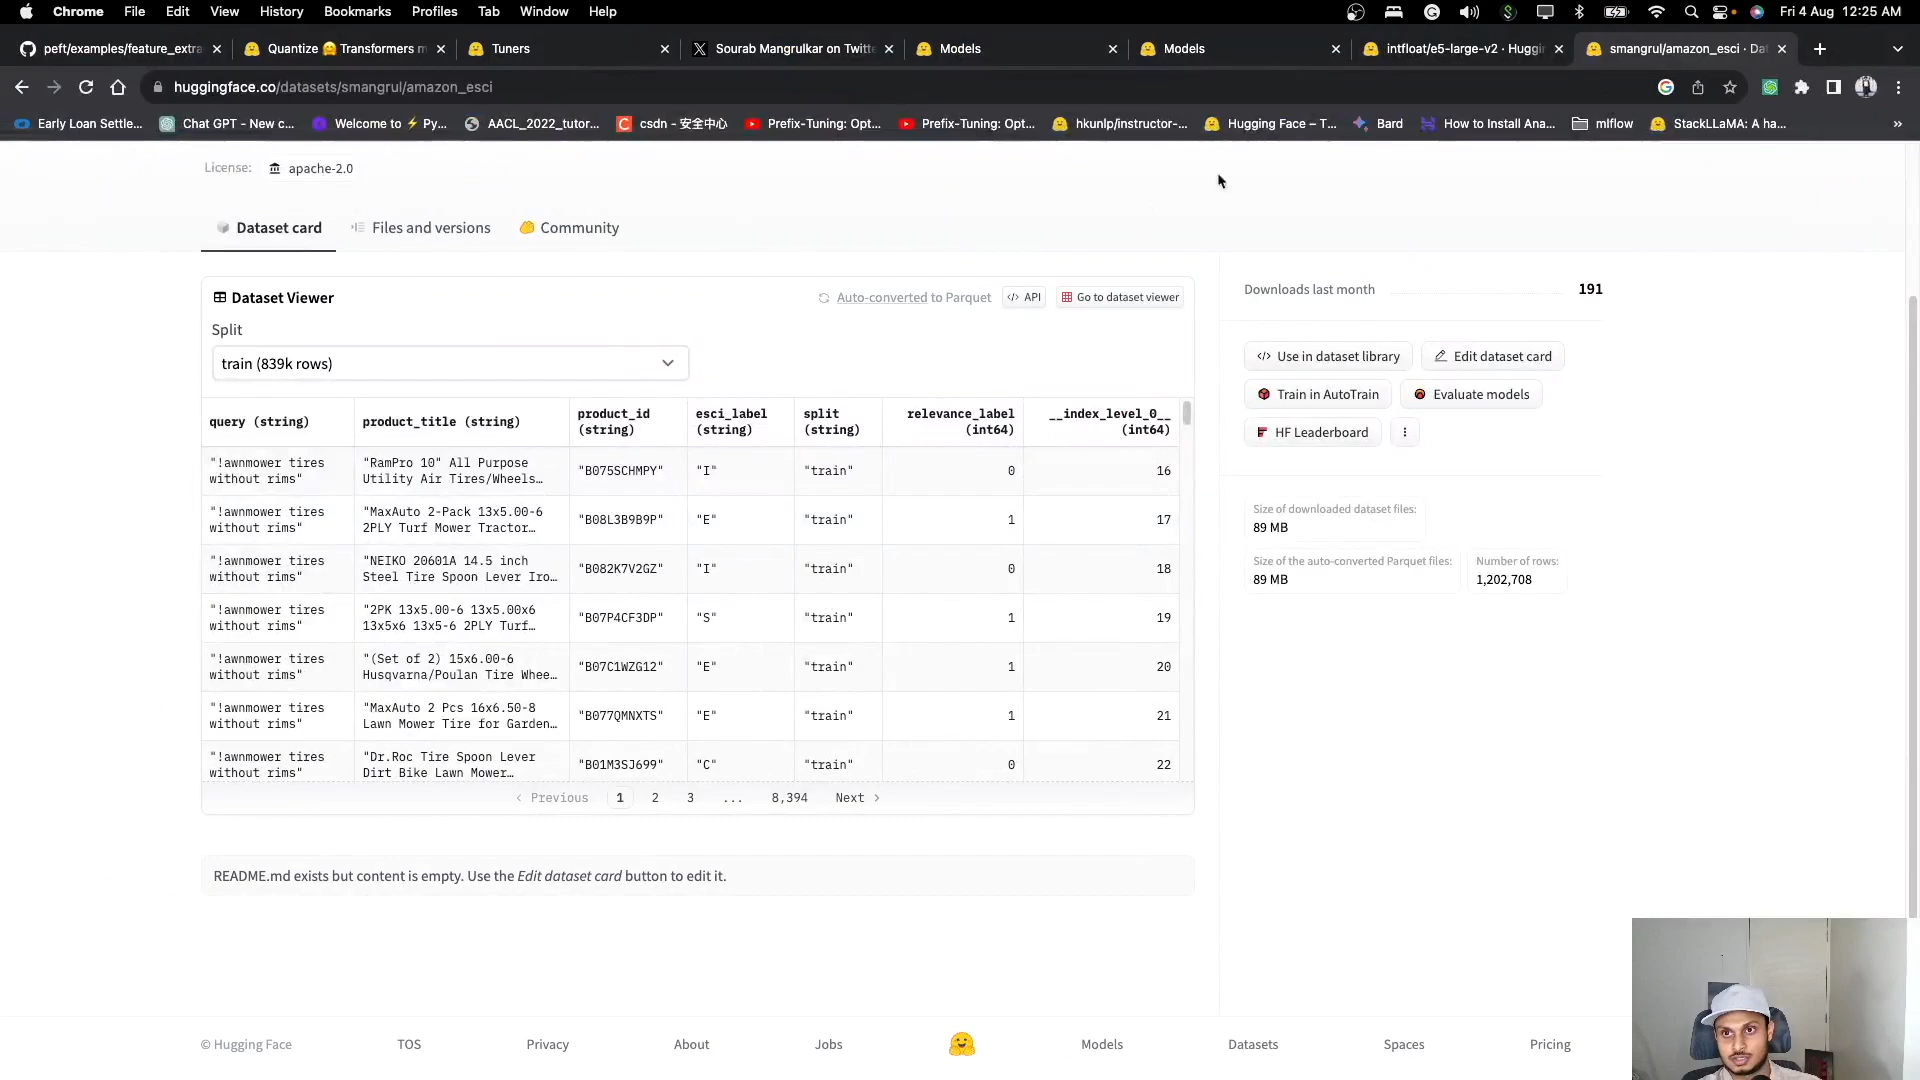 Chrome File Edit View History Bookmarks Profiles Tab Window Help Fri 4 Aug 12:25 AM
peft/examples/feature_extra Quantize 🤗 Transformers m Tuners Sourab Mangrulkar on Twitte Models Models intfloat/e5-large-v2 · Huggi smangrul/amazon_esci · Dat
huggingface.co/datasets/smangrul/amazon_esci
Early Loan Settle... Chat GPT - New c... Welcome to ⚡ Py... AACL_2022_tutor... csdn - 安全中心 Prefix-Tuning: Opt... Prefix-Tuning: Opt... hkunlp/instructor-... Hugging Face – T... Bard How to Install Ana... mlflow StackLLaMA: A ha... »
License: apache-2.0
Dataset card Files and versions Community
Dataset Viewer Auto-converted to Parquet </> API Go to dataset viewer
Split
train (839k rows)
query (string) product_title (string) product_id (string) esci_label (string) split (string) relevance_label (int64) __index_level_0__ (int64)
"!awnmower tires without rims" "RamPro 10" All Purpose Utility Air Tires/Wheels… "B075SCHMPY" "I" "train" 0 16
"!awnmower tires without rims" "MaxAuto 2-Pack 13x5.00-6 2PLY Turf Mower Tractor… "B08L3B9B9P" "E" "train" 1 17
"!awnmower tires without rims" "NEIKO 20601A 14.5 inch Steel Tire Spoon Lever Iro… "B082K7V2GZ" "I" "train" 0 18
"!awnmower tires without rims" "2PK 13x5.00-6 13x5.00x6 13x5x6 13x5-6 2PLY Turf… "B07P4CF3DP" "S" "train" 1 19
"!awnmower tires without rims" "(Set of 2) 15x6.00-6 Husqvarna/Poulan Tire Whee… "B07C1WZG12" "E" "train" 1 20
"!awnmower tires without rims" "MaxAuto 2 Pcs 16x6.50-8 Lawn Mower Tire for Garden… "B077QMNXTS" "E" "train" 1 21
"!awnmower tires without rims" "Dr.Roc Tire Spoon Lever Dirt Bike Lawn Mower… "B01M3SJ699" "C" "train" 0 22
< Previous 1 2 3 ... 8,394 Next >
README.md exists but content is empty. Use the Edit dataset card button to edit it.
Downloads last month 191
</> Use in dataset library Edit dataset card
Train in AutoTrain Evaluate models
HF Leaderboard
Size of downloaded dataset files:
89 MB
Size of the auto-converted Parquet files: Number of rows:
89 MB 1,202,708
© Hugging Face TOS Privacy About Jobs Models Datasets Spaces Pricing